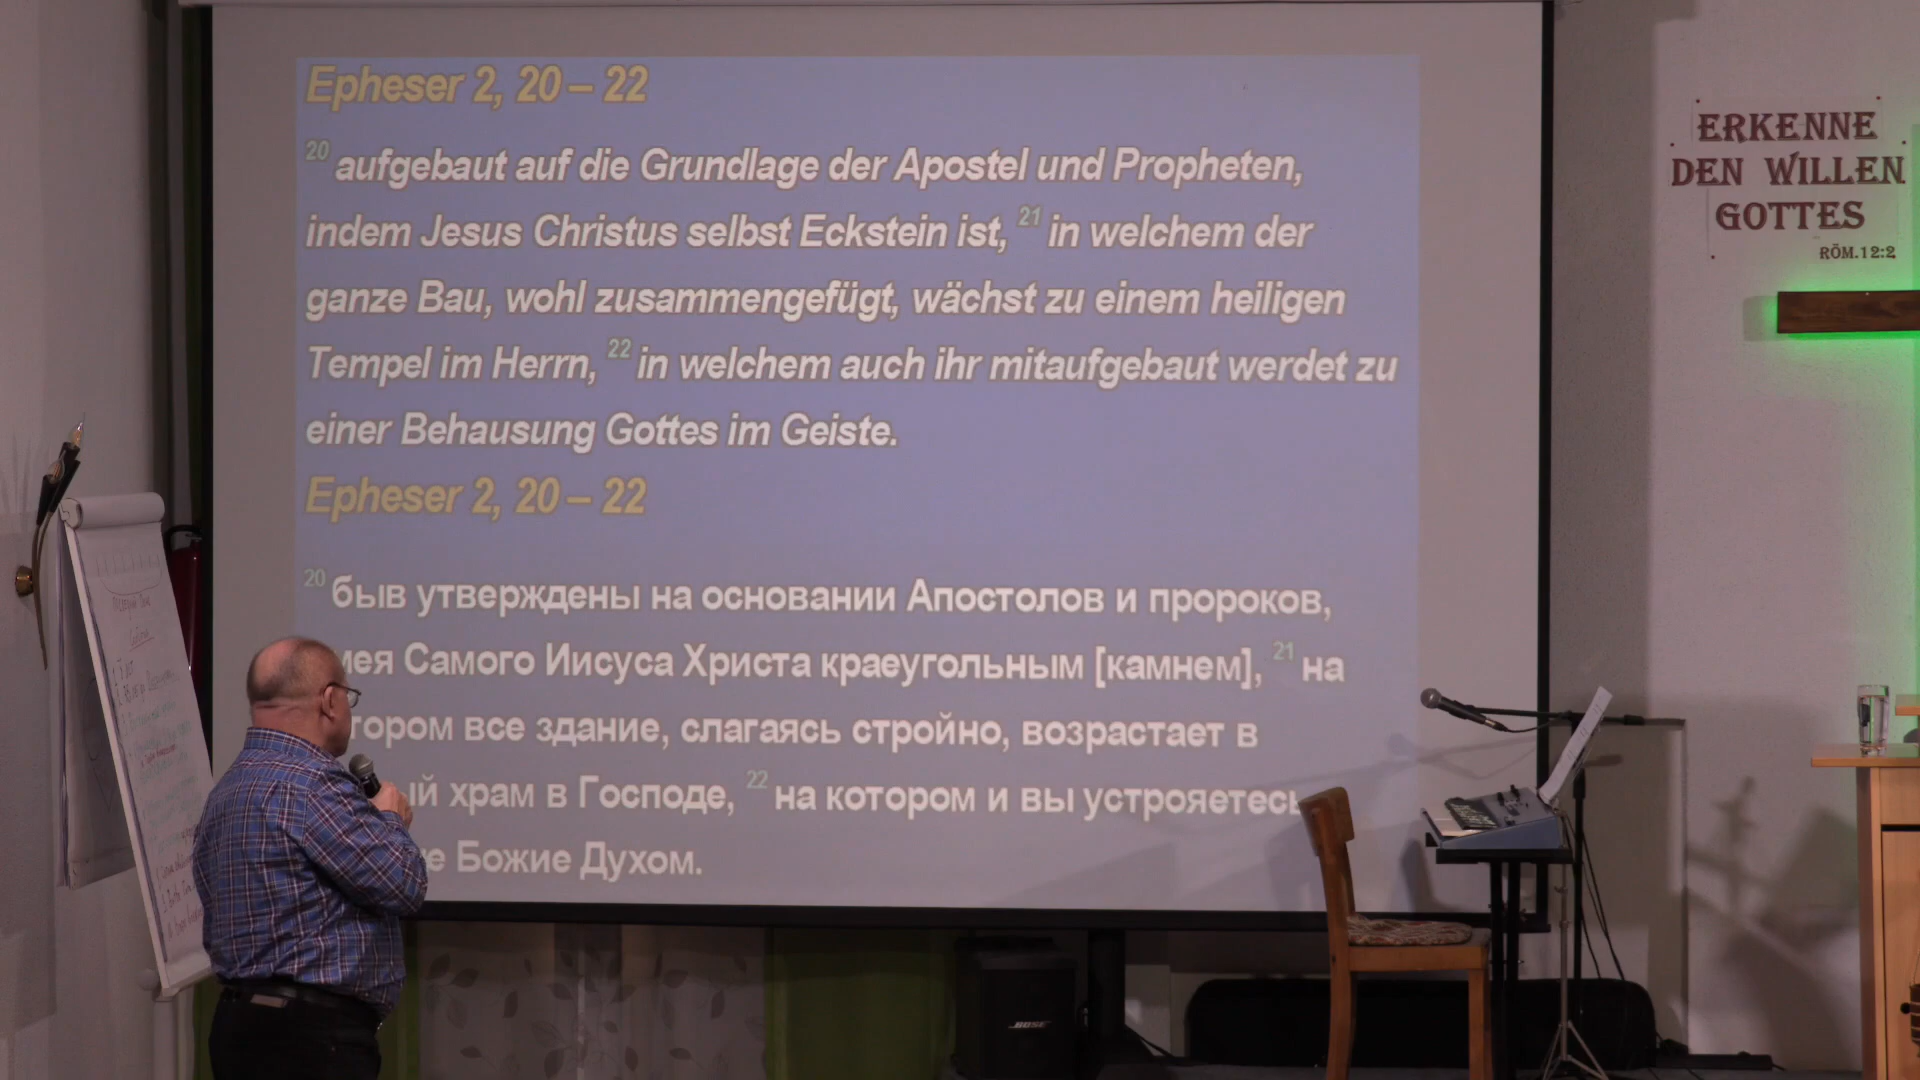 Epheser 2, 20 – 22
20 aufgebaut auf die Grundlage der Apostel und Propheten,
indem Jesus Christus selbst Eckstein ist, 21 in welchem der
ganze Bau, wohl zusammengefügt, wächst zu einem heiligen
Tempel im Herrn, 22 in welchem auch ihr mitaufgebaut werdet zu
einer Behausung Gottes im Geiste.
Epheser 2, 20 – 22
20 быв утверждены на основании Апостолов и пророков,
Самого Иисуса Христа краеугольным [камнем], 21 на
все здание, слагаясь стройно, возрастает в
храм в Господе, 22 на котором и вы устрояетесь
Божие Духом.
ERKENNE
DEN WILLEN
GOTTES
RÖM.12:2
BOSE